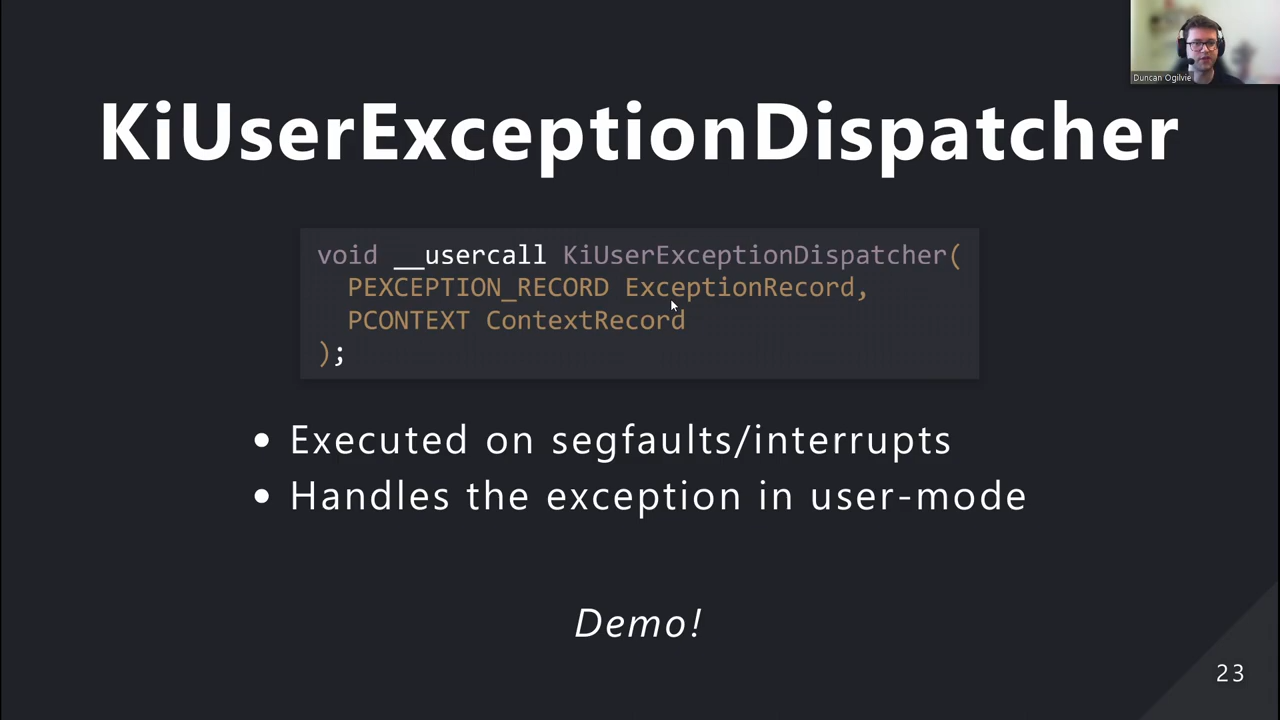 Duncan Ogilvie
KiUserExceptionDispatcher
void __usercall KiUserExceptionDispatcher(
PEXCEPTION_RECORD ExceptionRecord,
PCONTEXT ContextRecord
);
• Executed on segfaults/interrupts
• Handles the exception in user-mode
Demo!
23